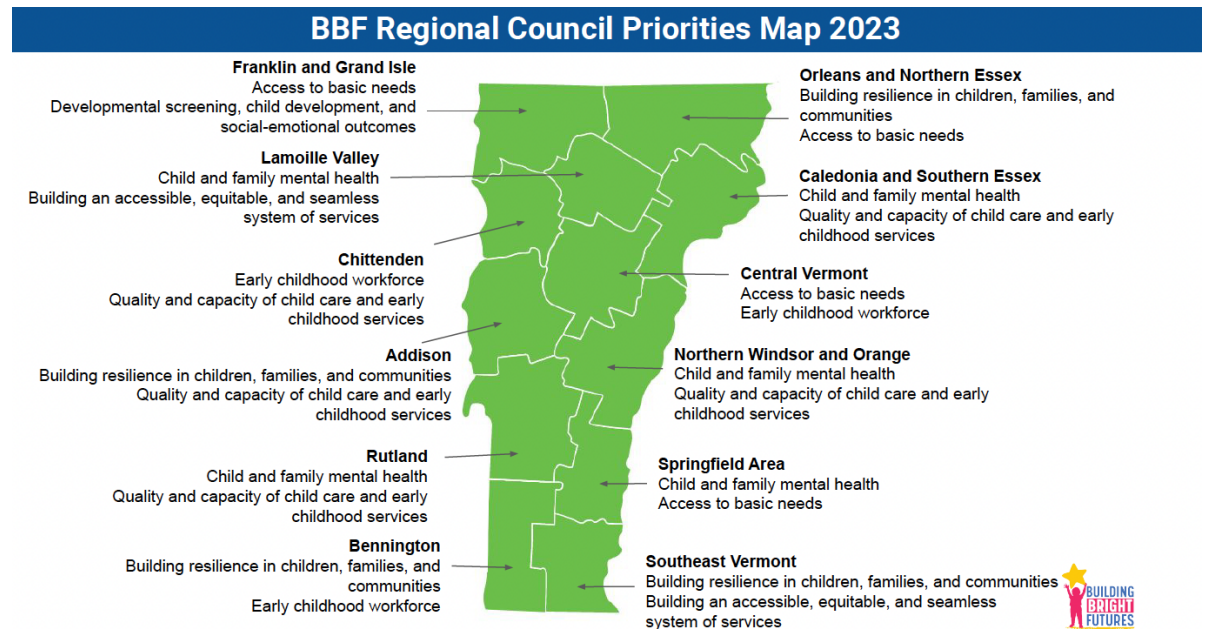 BBF Regional Council Priorities Map 2023
Franklin and Grand Isle
Access to basic needs
Developmental screening, child development, and
social-emotional outcomes
Lamoille Valley
Child and family mental health
Building an accessible, equitable, and seamless
system of services
Chittenden
Early childhood workforce
Quality and capacity of child care and early
childhood services
Addison
Building resilience in children, families, and communities
Quality and capacity of child care and early
childhood services
Rutland
Child and family mental health
Quality and capacity of child care and early
childhood services
Bennington
Building resilience in children, families, and
communities
Early childhood workforce
Orleans and Northern Essex
Building resilience in children, families, and
communities
Access to basic needs
Caledonia and Southern Essex
Child and family mental health
Quality and capacity of child care and early
childhood services
Central Vermont
Access to basic needs
Early childhood workforce
Northern Windsor and Orange
Child and family mental health
Quality and capacity of child care and early
childhood services
Springfield Area
Child and family mental health
Access to basic needs
Southeast Vermont
Building resilience in children, families, and communities
Building an accessible, equitable, and seamless
system of services
BUILDING
BRIGHT
FUTURES